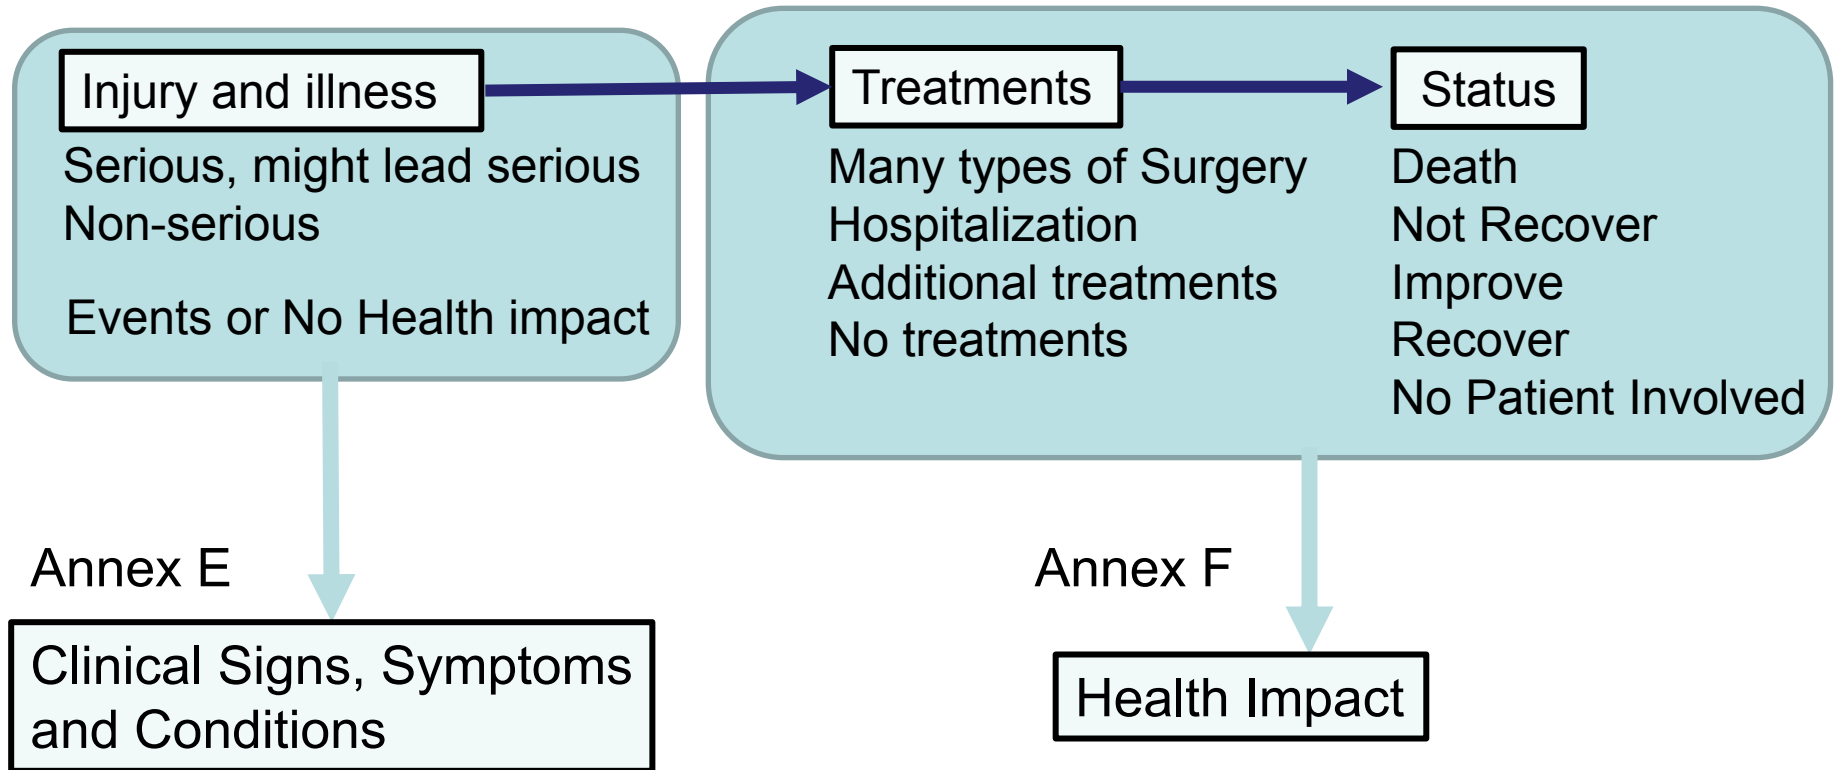 Injury and illness
Serious, might lead serious
Non-serious
Events or No Health impact
Treatments
Many types of Surgery
Hospitalization
Additional treatments
No treatments
Status
Death
Not Recover
Improve
Recover
No Patient Involved
Annex E
Clinical Signs, Symptoms
and Conditions
Annex F
Health Impact